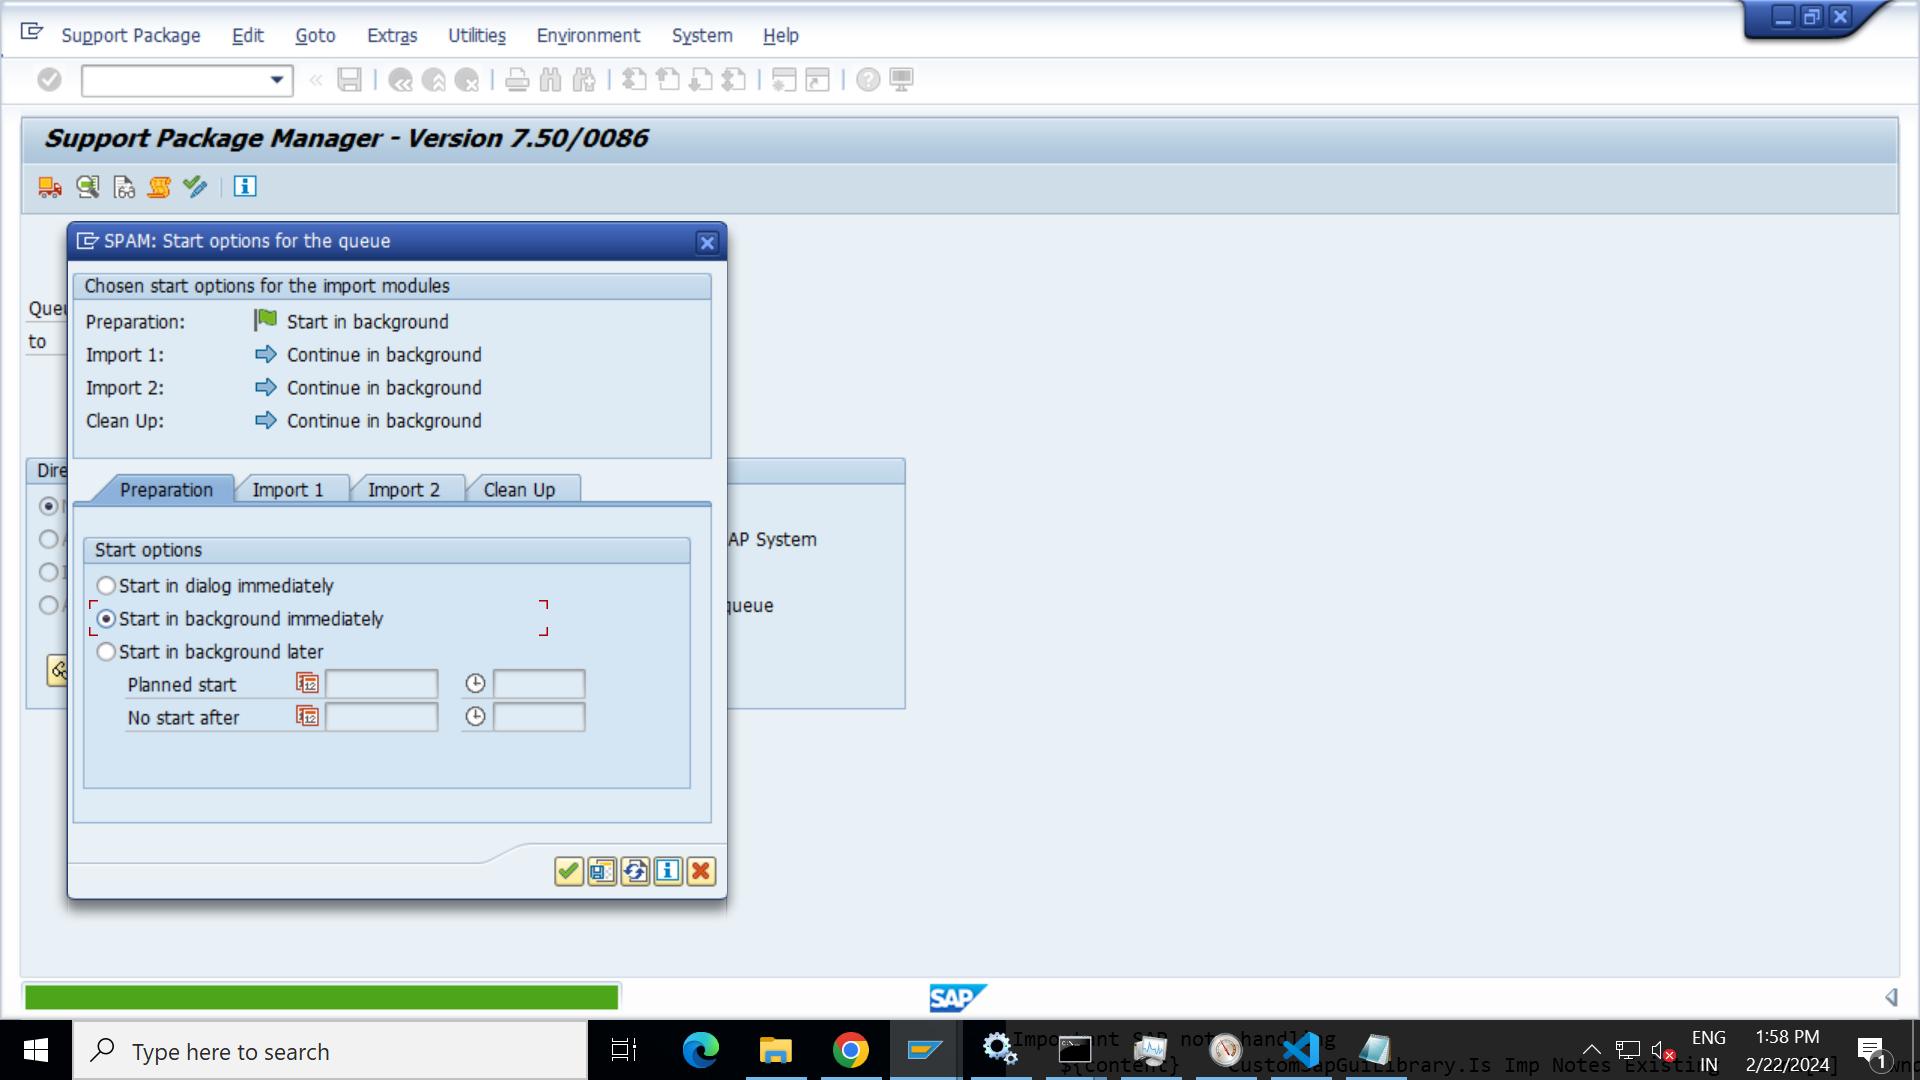 Support Package Edit Goto Extras Utilities Environment System Help
Support Package Manager - Version 7.50/0086
SPAM: Start options for the queue
Chosen start options for the import modules
Preparation: Start in background
Import 1: Continue in background
Import 2: Continue in background
Clean Up: Continue in background
Queu
to
Dire
Preparation Import 1 Import 2 Clean Up
Start options
Start in dialog immediately
AP System
Start in background immediately
queue
Start in background later
Planned start
No start after
SAP
Type here to search
Important SAP note handling
${content} CustomSapGuiLibrary.Is Imp Notes Existing
ENG
IN
1:58 PM
2/22/2024
1